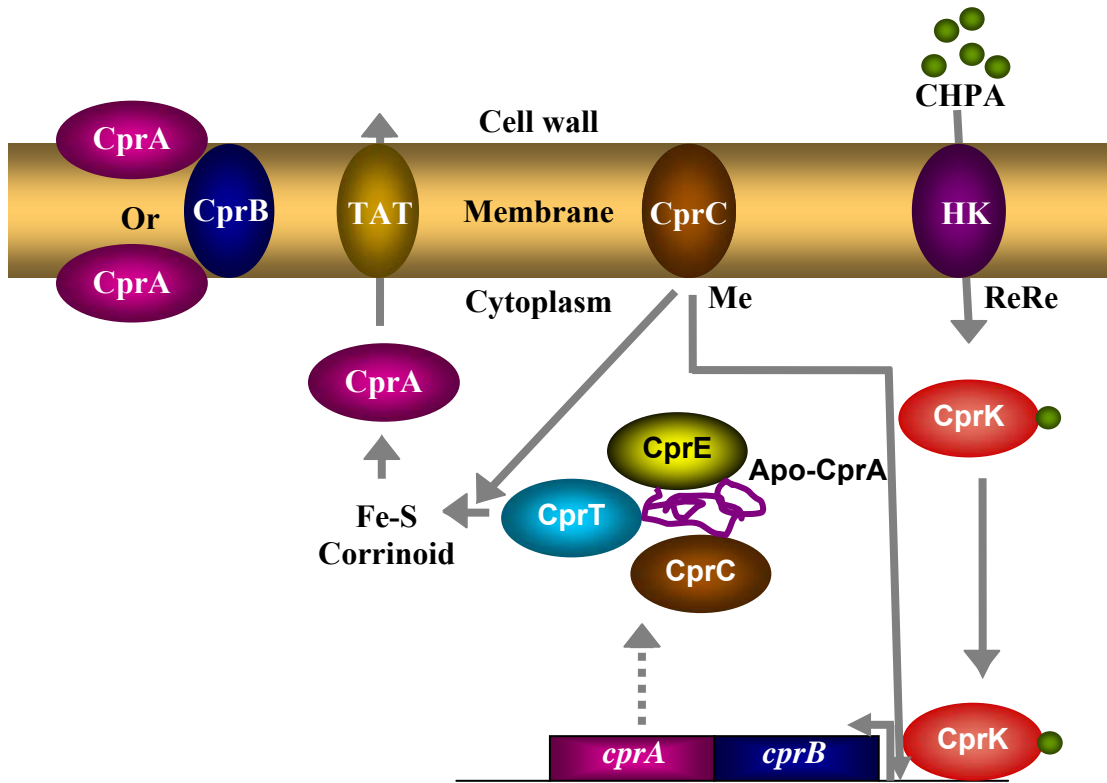 CHPA
Cell wall
CprA
Or
CprB
TAT
Membrane
CprC
HK
CprA
Cytoplasm
Me
ReRe
CprA
CprK
CprE
Apo-CprA
CprT
Fe-S
Corrinoid
CprC
cprA
cprB
CprK